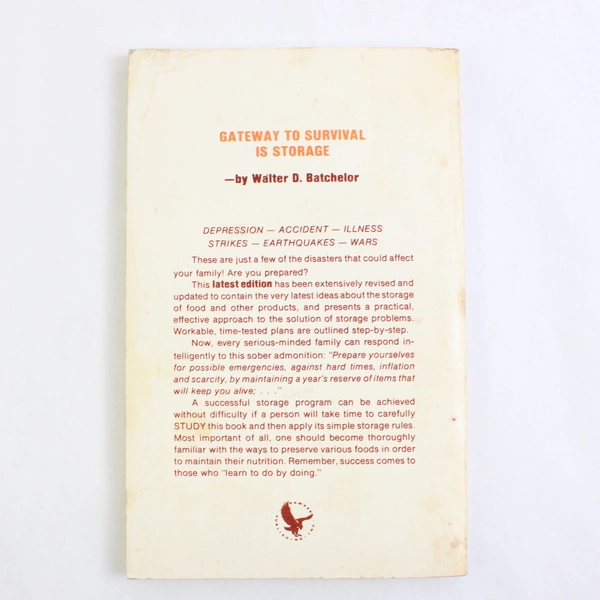 GATEWAY TO SURVIVAL
IS STORAGE
—by Walter D. Batchelor
DEPRESSION — ACCIDENT — ILLNESS
STRIKES — EARTHQUAKES — WARS
These are just a few of the disasters that could affect
your family! Are you prepared?
This latest edition has been extensively revised and
updated to contain the very latest ideas about the storage
of food and other products, and presents a practical,
effective approach to the solution of storage problems.
Workable, time-tested plans are outlined step-by-step.
Now, every serious-minded family can respond in-
telligently to this sober admonition: "Prepare yourselves
for possible emergencies, against hard times, inflation
and scarcity, by maintaining a year's reserve of items that
will keep you alive; . . ."
A successful storage program can be achieved
without difficulty if a person will take time to carefully
STUDY this book and then apply its simple storage rules.
Most important of all, one should become thoroughly
familiar with the ways to preserve various foods in order
to maintain their nutrition. Remember, success comes to
those who "learn to do by doing."